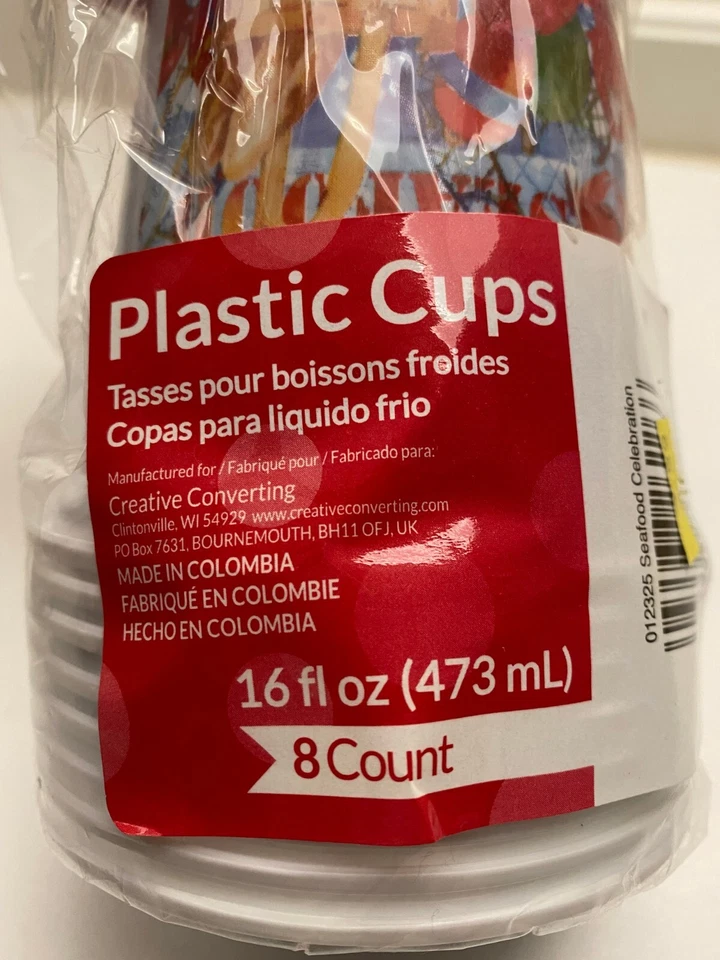 Plastic Cups
Tasses pour boissons froides
Copas para liquido frio
Manufactured for / Fabriqué pour / Fabricado para:
Creative Converting
Clintonville, WI 54929 www.creativeconverting.com
PO Box 7631, BOURNEMOUTH, BH11 OFJ, UK
MADE IN COLOMBIA
FABRIQUÉ EN COLOMBIE
HECHO EN COLOMBIA
16 fl oz (473 mL)
8 Count
012325 Seafood Celebration